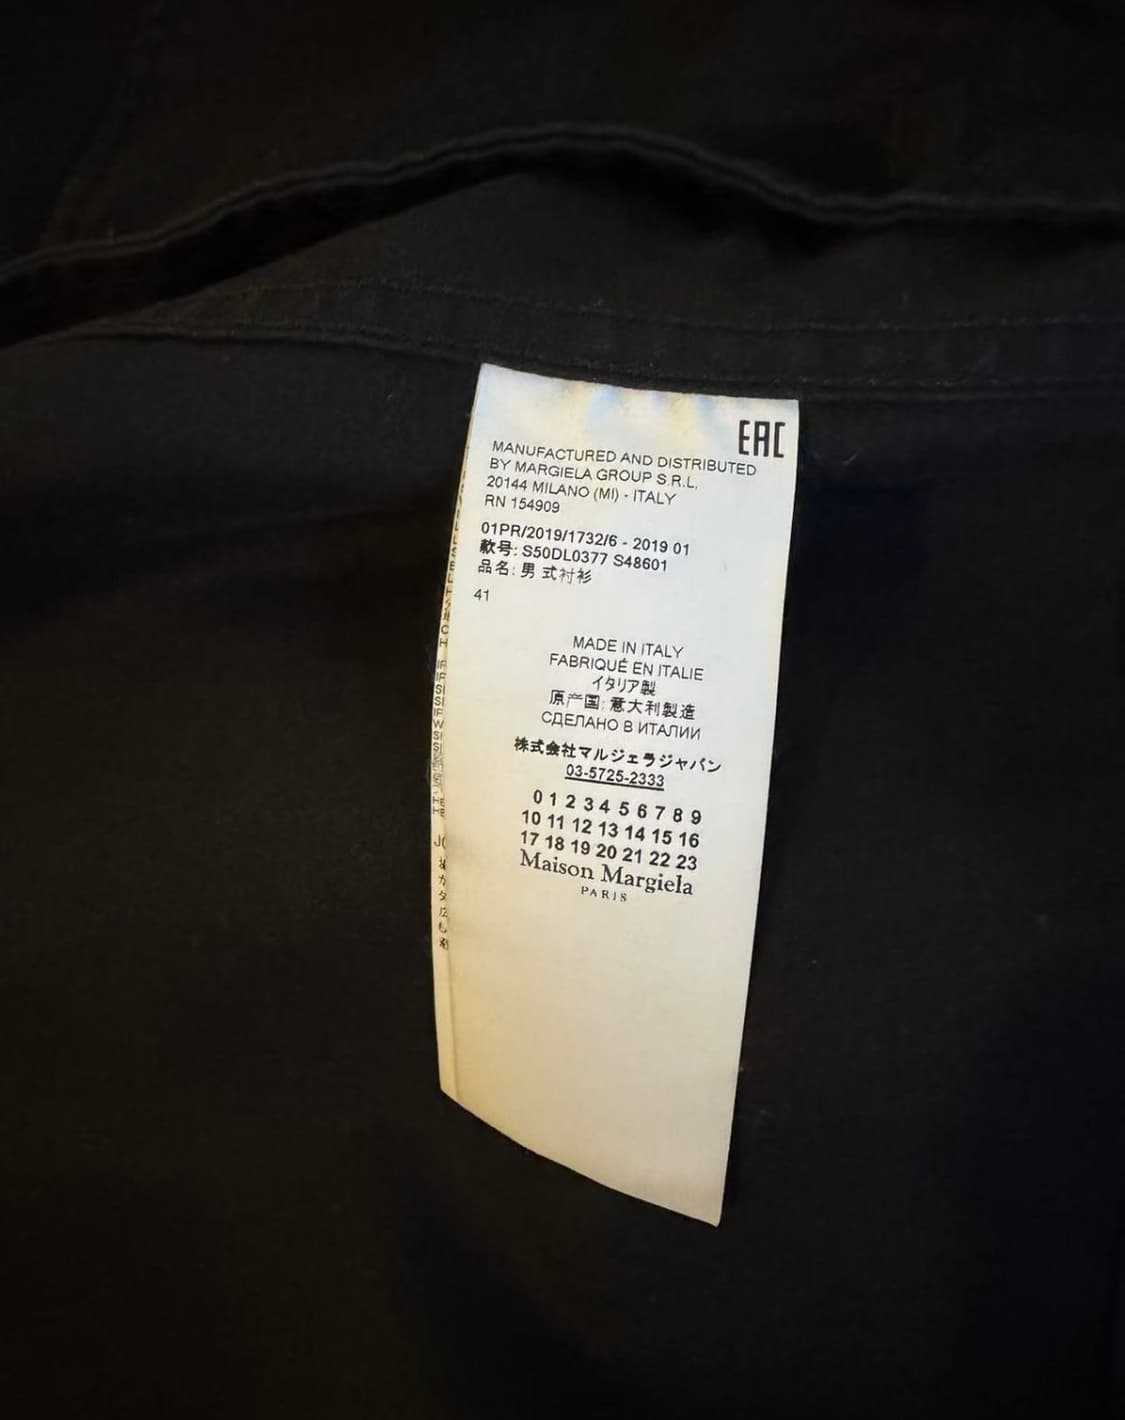 EAC
MANUFACTURED AND DISTRIBUTED
BY MARGIELA GROUP S.R.L.
20144 MILANO (MI) - ITALY
RN 154909
01PR/2019/1732/6 - 2019 01
款号: S50DL0377 S48601
品名: 男 式衬衫
41
MADE IN ITALY
FABRIQUÉ EN ITALIE
イタリア製
原产国: 意大利製造
СДЕЛАНО В ИТАЛИИ
株式会社マルジェラジャパン
03-5725-2333
0 1 2 3 4 5 6 7 8 9
10 11 12 13 14 15 16
17 18 19 20 21 22 23
Maison Margiela
PARIS